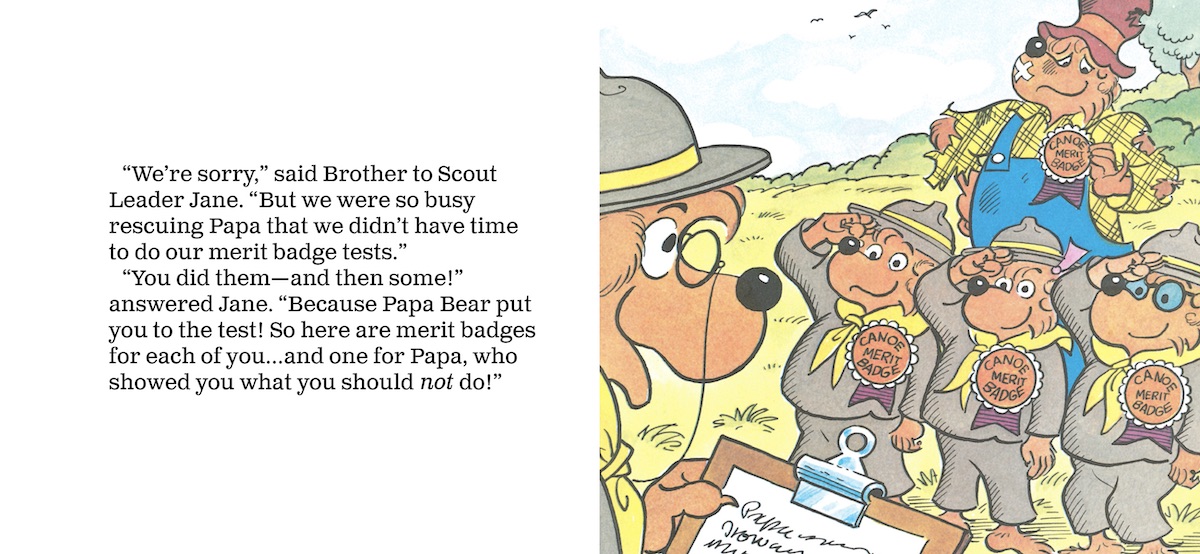 “We’re sorry,” said Brother to Scout
Leader Jane. “But we were so busy
rescuing Papa that we didn’t have time
to do our merit badge tests.”
“You did them—and then some!”
answered Jane. “Because Papa Bear put
you to the test! So here are merit badges
for each of you...and one for Papa, who
showed you what you should not do!”
CANOE
MERIT
BADGE
CANOE
MERIT
BADGE
CANOE
MERIT
BADGE
CANOE
MERIT
BADGE
Papa